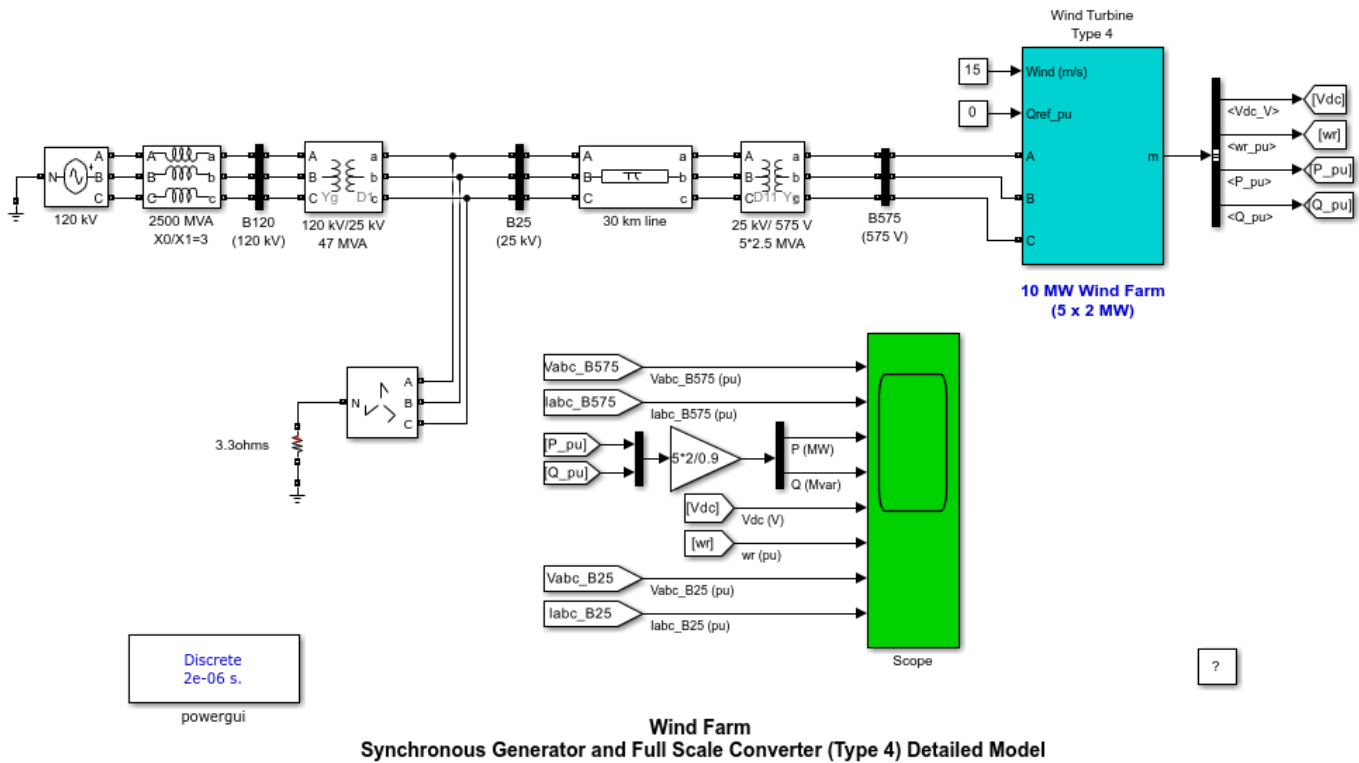 Wind Turbine
Type 4
15
Wind (m/s)
0
Qref_pu
A
B
C
m
<Vdc_V>
[Vdc]
<wr_pu>
[wr]
<P_pu>
[P_pu]
<Q_pu>
[Q_pu]
10 MW Wind Farm
(5 x 2 MW)
N
A
B
C
120 kV
A
B
C
a
b
c
2500 MVA
X0/X1=3
B120
(120 kV)
A
B
C
a
b
c
Yg
D1
120 kV/25 kV
47 MVA
B25
(25 kV)
A
B
C
a
b
c
30 km line
A
B
C
a
b
c
D11
Yg
25 kV/ 575 V
5*2.5 MVA
B575
(575 V)
N
A
B
C
3.3ohms
Vabc_B575
Vabc_B575 (pu)
Iabc_B575
Iabc_B575 (pu)
[P_pu]
[Q_pu]
5*2/0.9
P (MW)
Q (Mvar)
[Vdc]
Vdc (V)
[wr]
wr (pu)
Vabc_B25
Vabc_B25 (pu)
Iabc_B25
Iabc_B25 (pu)
Scope
Discrete
2e-06 s.
powergui
?
Wind Farm
Synchronous Generator and Full Scale Converter (Type 4) Detailed Model